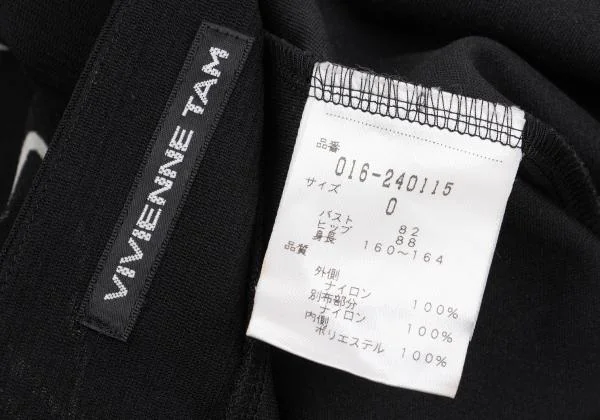 VIVIENNE TAM
品番
016-240115
サイズ
0
バスト 82
ヒップ 88
身長 160～164
品質
外側
ナイロン 100%
別布部分
ナイロン 100%
内側
ポリエステル 100%